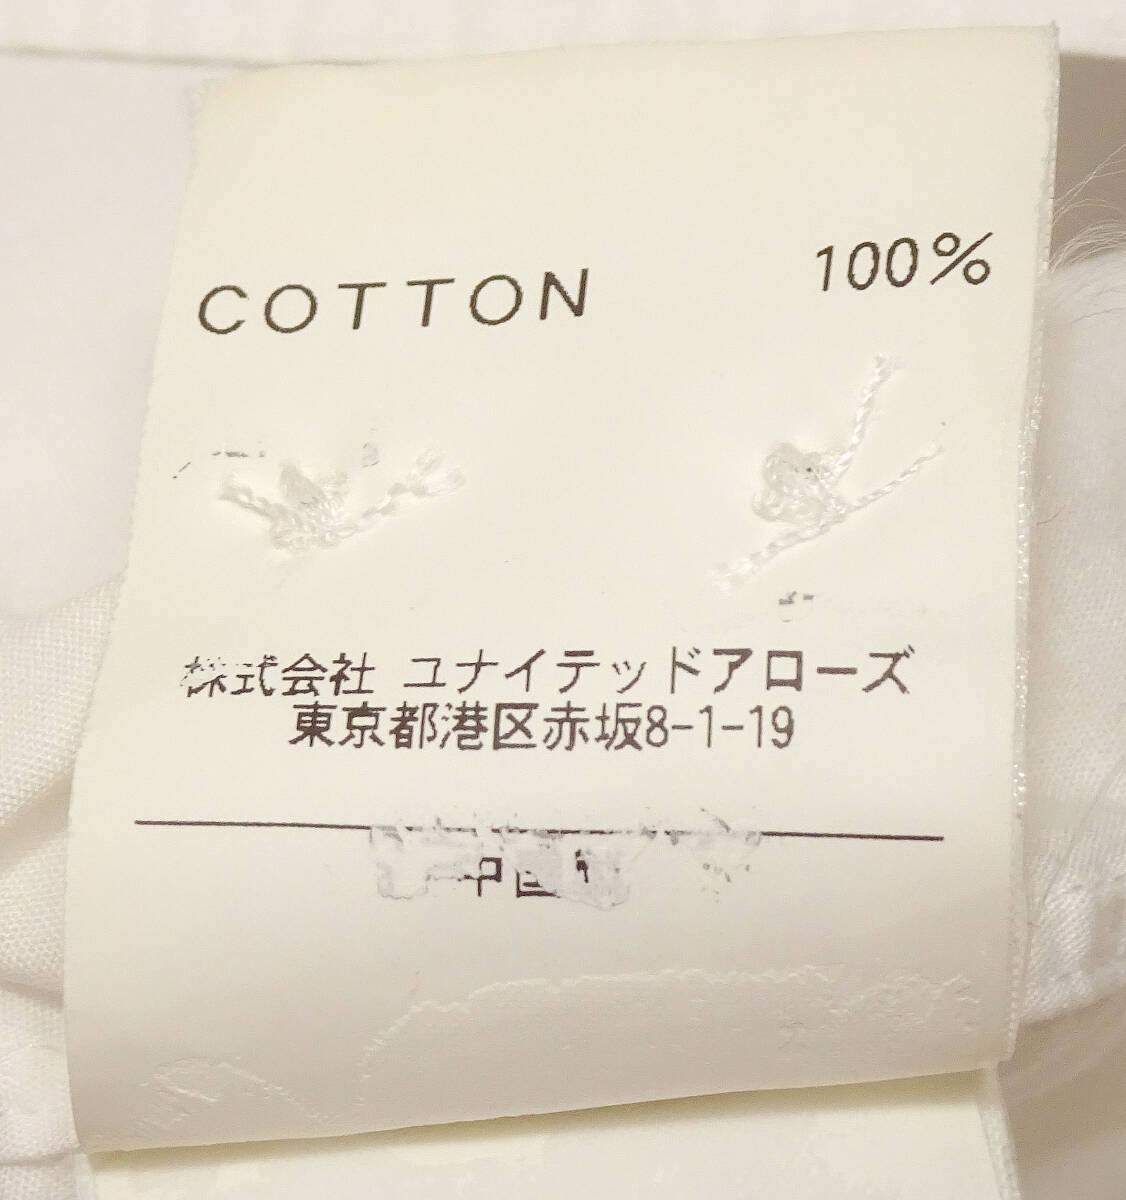 COTTON 100%
株式会社 ユナイテッドアローズ
東京都港区赤坂8-1-19